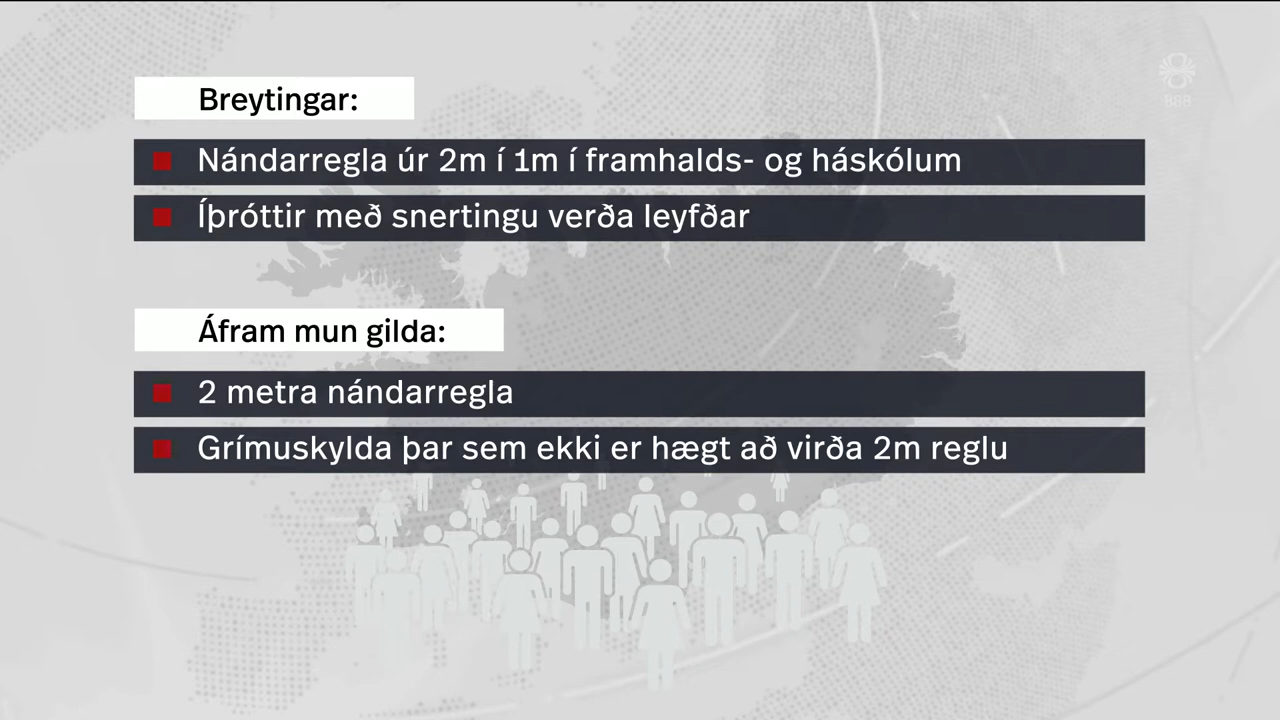 Breytingar:
888
Nándarregla úr 2m í 1m í framhalds- og háskólum
Íþróttir með snertingu verða leyfðar
Áfram mun gilda:
2 metra nándarregla
Grímuskylda þar sem ekki er hægt að virða 2m reglu